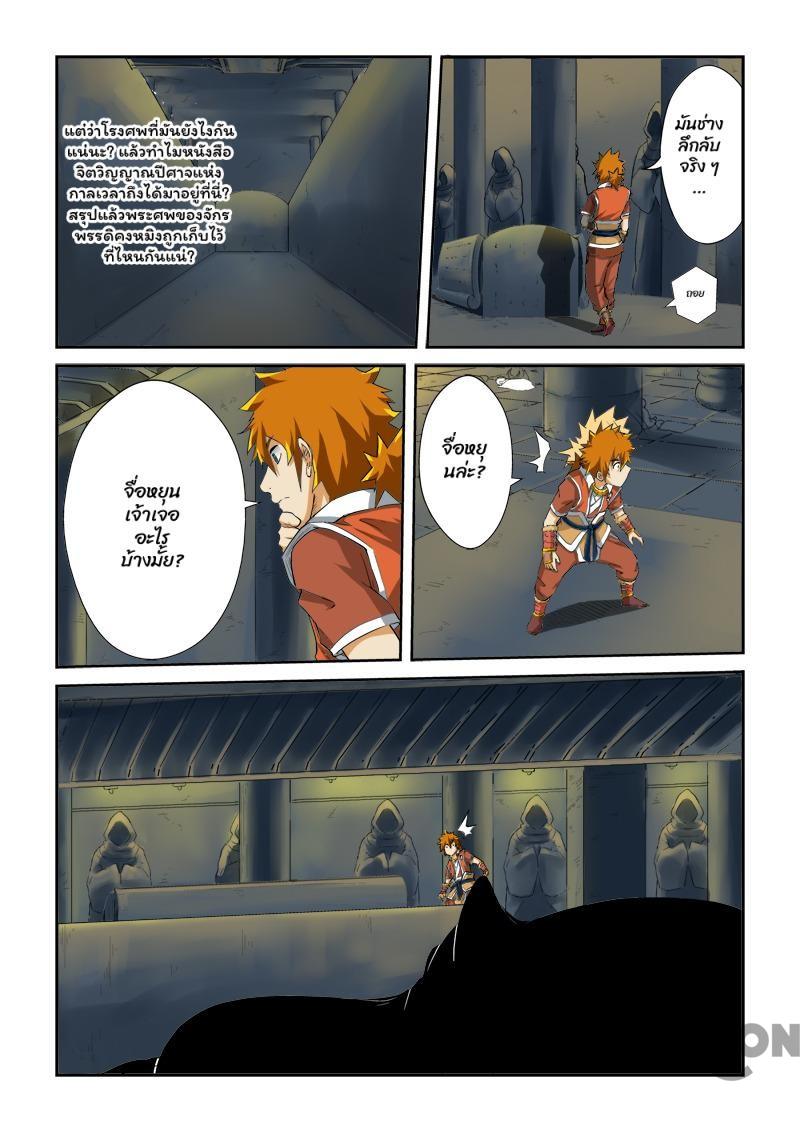 แต่ว่าโรงศพที่มันยังไงกัน
แน่นะ? แล้วทำไมหนังสือ
จิตวิญญาณปีศาจแห่ง
กาลเวลาถึงได้มาอยู่ที่นี่?
สรุปแล้วพระศพของจักร
พรรดิคงหมิงถูกเก็บไว้
ที่ไหนกันแน่?
มันช่าง
ลึกลับ
จริง ๆ
...
ถอย
จื่อหยุน
เจ้าเจอ
อะไร
บ้างมั้ย?
จื่อหยุ
นล่ะ?
ON